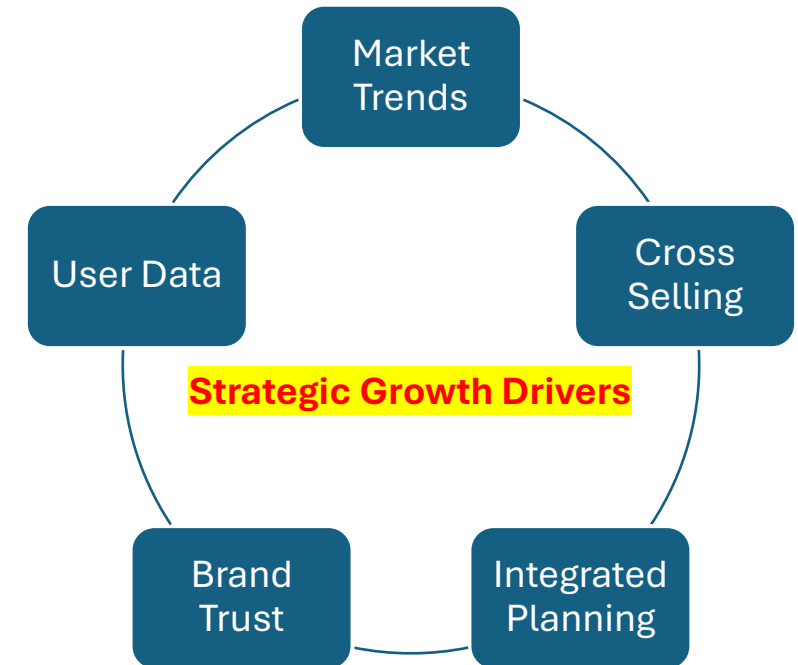 Market
Trends
Cross
Selling
User Data
Strategic Growth Drivers
Brand
Trust
Integrated
Planning